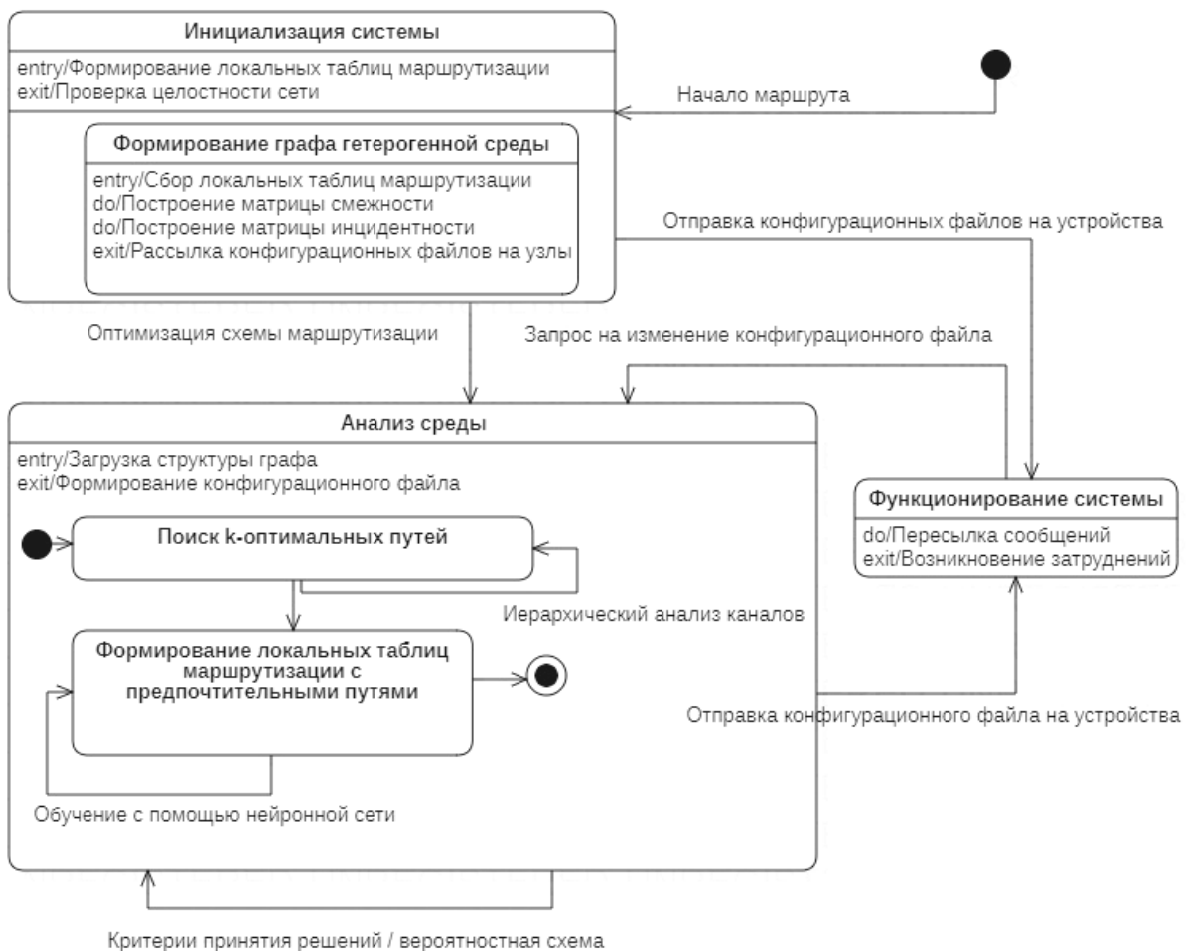 Инициализация системы
entry/Формирование локальных таблиц маршрутизации
exit/Проверка целостности сети
Начало маршрута
Формирование графа гетерогенной среды
entry/Сбор локальных таблиц маршрутизации
do/Построение матрицы смежности
do/Построение матрицы инцидентности
exit/Рассылка конфигурационных файлов на узлы
Отправка конфигурационных файлов на устройства
Оптимизация схемы маршрутизации
Запрос на изменение конфигурационного файла
Анализ среды
entry/Загрузка структуры графа
exit/Формирование конфигурационного файла
Функционирование системы
do/Пересылка сообщений
exit/Возникновение затруднений
Поиск k-оптимальных путей
Иерархический анализ каналов
Формирование локальных таблиц
маршрутизации с
предпочтительными путями
Отправка конфигурационного файла на устройства
Обучение с помощью нейронной сети
Критерии принятия решений / вероятностная схема